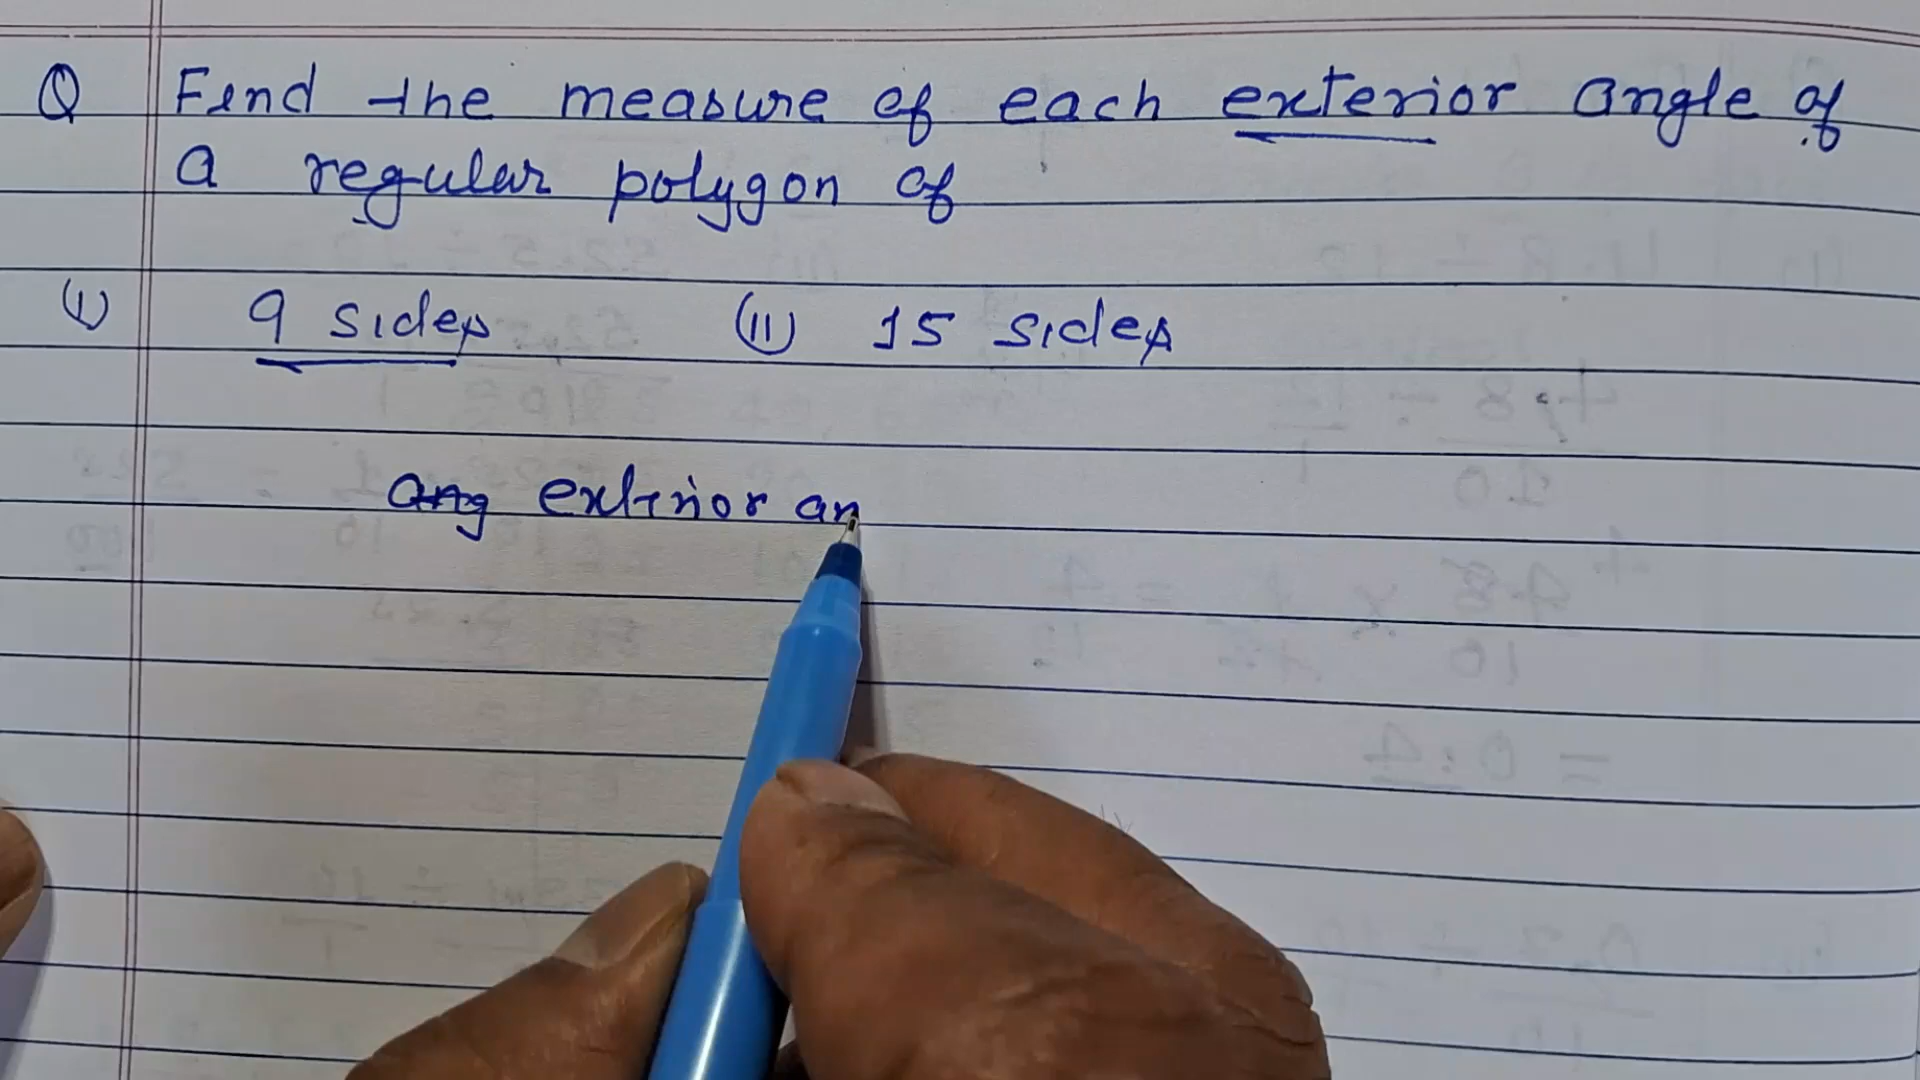 Q Find the measure of each exterior angle of
a regular polygon of
(i) 9 sides (ii) 15 sides
ang exterior an